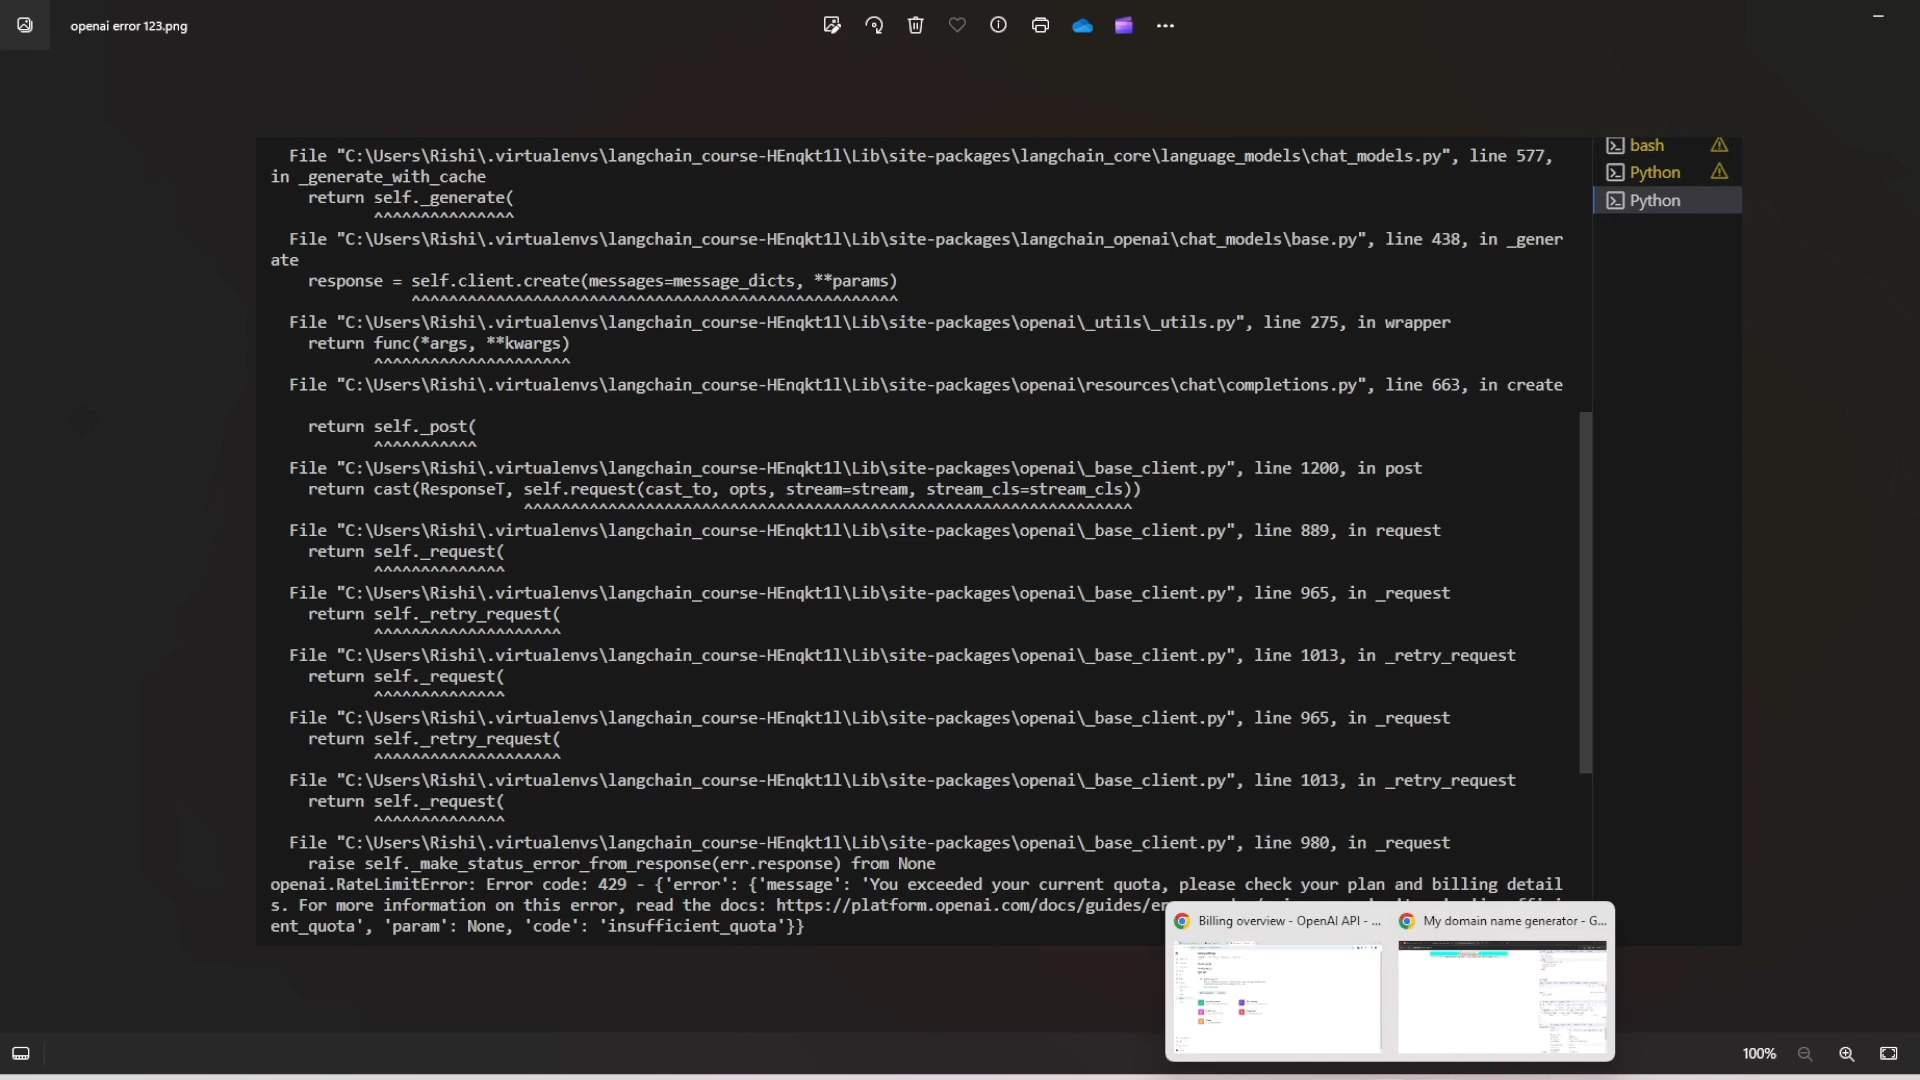 openai error 123.png
File "C:\Users\Rishi\.virtualenvs\langchain_course-HEnqkt1l\Lib\site-packages\langchain_core\language_models\chat_models.py", line 577,
in _generate_with_cache
return self._generate(
^^^^^^^^^^^^^^^
File "C:\Users\Rishi\.virtualenvs\langchain_course-HEnqkt1l\Lib\site-packages\langchain_openai\chat_models\base.py", line 438, in _gener
ate
response = self.client.create(messages=message_dicts, **params)
^^^^^^^^^^^^^^^^^^^^^^^^^^^^^^^^^^^^^^^^^^^^^^^^^^^^
File "C:\Users\Rishi\.virtualenvs\langchain_course-HEnqkt1l\Lib\site-packages\openai\_utils\_utils.py", line 275, in wrapper
return func(*args, **kwargs)
^^^^^^^^^^^^^^^^^^^^^
File "C:\Users\Rishi\.virtualenvs\langchain_course-HEnqkt1l\Lib\site-packages\openai\resources\chat\completions.py", line 663, in create
return self._post(
^^^^^^^^^^^
File "C:\Users\Rishi\.virtualenvs\langchain_course-HEnqkt1l\Lib\site-packages\openai\_base_client.py", line 1200, in post
return cast(ResponseT, self.request(cast_to, opts, stream=stream, stream_cls=stream_cls))
^^^^^^^^^^^^^^^^^^^^^^^^^^^^^^^^^^^^^^^^^^^^^^^^^^^^^^^^^^^^^^^^^
File "C:\Users\Rishi\.virtualenvs\langchain_course-HEnqkt1l\Lib\site-packages\openai\_base_client.py", line 889, in request
return self._request(
^^^^^^^^^^^^^^
File "C:\Users\Rishi\.virtualenvs\langchain_course-HEnqkt1l\Lib\site-packages\openai\_base_client.py", line 965, in _request
return self._retry_request(
^^^^^^^^^^^^^^^^^^^^
File "C:\Users\Rishi\.virtualenvs\langchain_course-HEnqkt1l\Lib\site-packages\openai\_base_client.py", line 1013, in _retry_request
return self._request(
^^^^^^^^^^^^^^
File "C:\Users\Rishi\.virtualenvs\langchain_course-HEnqkt1l\Lib\site-packages\openai\_base_client.py", line 965, in _request
return self._retry_request(
^^^^^^^^^^^^^^^^^^^^
File "C:\Users\Rishi\.virtualenvs\langchain_course-HEnqkt1l\Lib\site-packages\openai\_base_client.py", line 1013, in _retry_request
return self._request(
^^^^^^^^^^^^^^
File "C:\Users\Rishi\.virtualenvs\langchain_course-HEnqkt1l\Lib\site-packages\openai\_base_client.py", line 980, in _request
raise self._make_status_error_from_response(err.response) from None
openai.RateLimitError: Error code: 429 - {'error': {'message': 'You exceeded your current quota, please check your plan and billing detail
s. For more information on this error, read the docs: https://platform.openai.com/docs/guides/er
ent_quota', 'param': None, 'code': 'insufficient_quota'}}
bash
Python
Python
Billing overview - OpenAI API - ...
My domain name generator - G...
100%